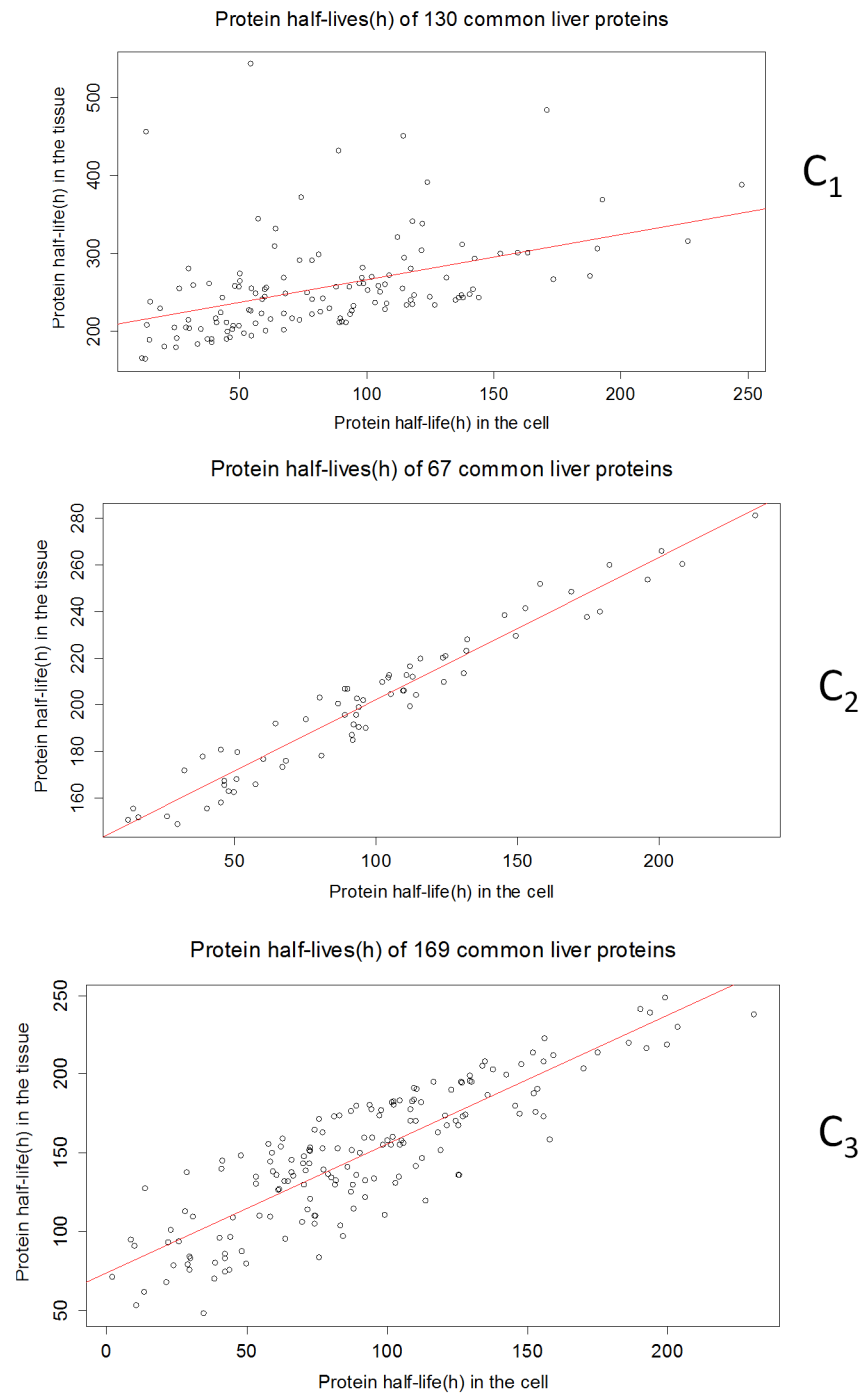 Protein half-lives(h) of 130 common liver proteins
Protein half-life(h) in the tissue
500
400
300
200
50
100
150
200
250
Protein half-life(h) in the cell
C1
Protein half-lives(h) of 67 common liver proteins
Protein half-life(h) in the tissue
280
260
240
220
200
180
160
50
100
150
200
Protein half-life(h) in the cell
C2
Protein half-lives(h) of 169 common liver proteins
Protein half-life(h) in the tissue
250
200
150
100
50
0
50
100
150
200
Protein half-life(h) in the cell
C3